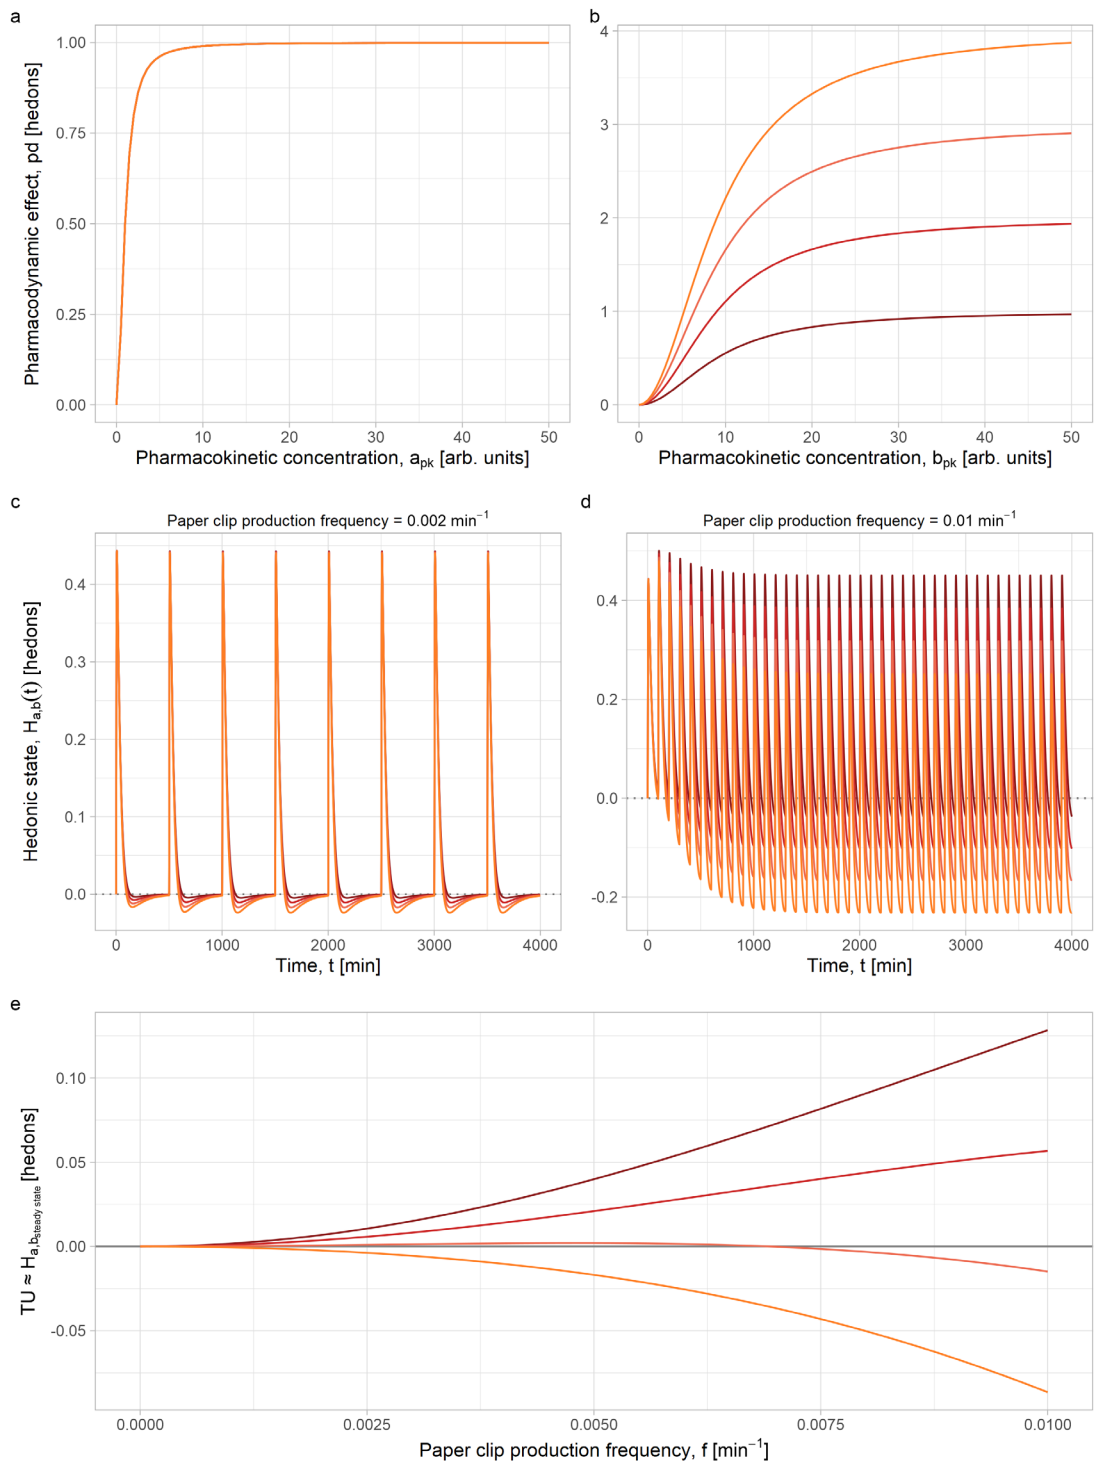 a
b
Pharmacodynamic effect, pd [hedons]
1.00
0.75
0.50
0.25
0.00
0 10 20 30 40 50
Pharmacokinetic concentration, a_pk [arb. units]
4
3
2
1
0
0 10 20 30 40 50
Pharmacokinetic concentration, b_pk [arb. units]
c
d
Paper clip production frequency = 0.002 min⁻¹
Hedonic state, H_a,b(t) [hedons]
0.4
0.3
0.2
0.1
0.0
0 1000 2000 3000 4000
Time, t [min]
Paper clip production frequency = 0.01 min⁻¹
0.4
0.2
0.0
-0.2
0 1000 2000 3000 4000
Time, t [min]
e
TU ≈ H_a,b_steady state [hedons]
0.10
0.05
0.00
-0.05
0.0000 0.0025 0.0050 0.0075 0.0100
Paper clip production frequency, f [min⁻¹]